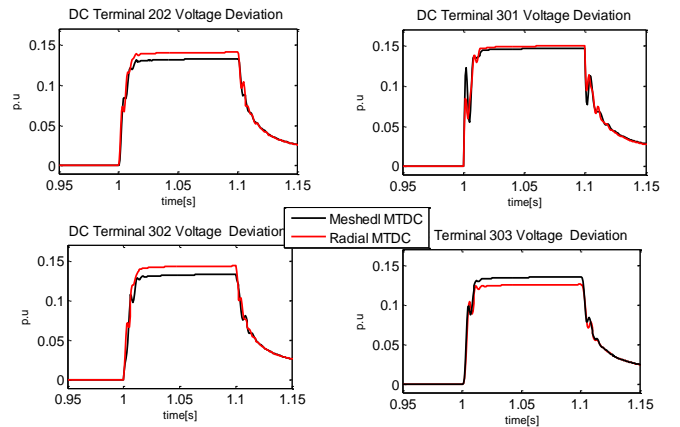 DC Terminal 202 Voltage Deviation
DC Terminal 301 Voltage Deviation
0.15
0.1
0.05
0
p.u
0.95 1 1.05 1.1 1.15
time[s]
0.15
0.1
0.05
0
p.u
0.95 1 1.05 1.1 1.15
time[s]
DC Terminal 302 Voltage Deviation
Terminal 303 Voltage Deviation
Meshedl MTDC
Radial MTDC
0.15
0.1
0.05
0
p.u
0.95 1 1.05 1.1 1.15
time[s]
0.15
0.1
0.05
0
p.u
0.95 1 1.05 1.1 1.15
time[s]